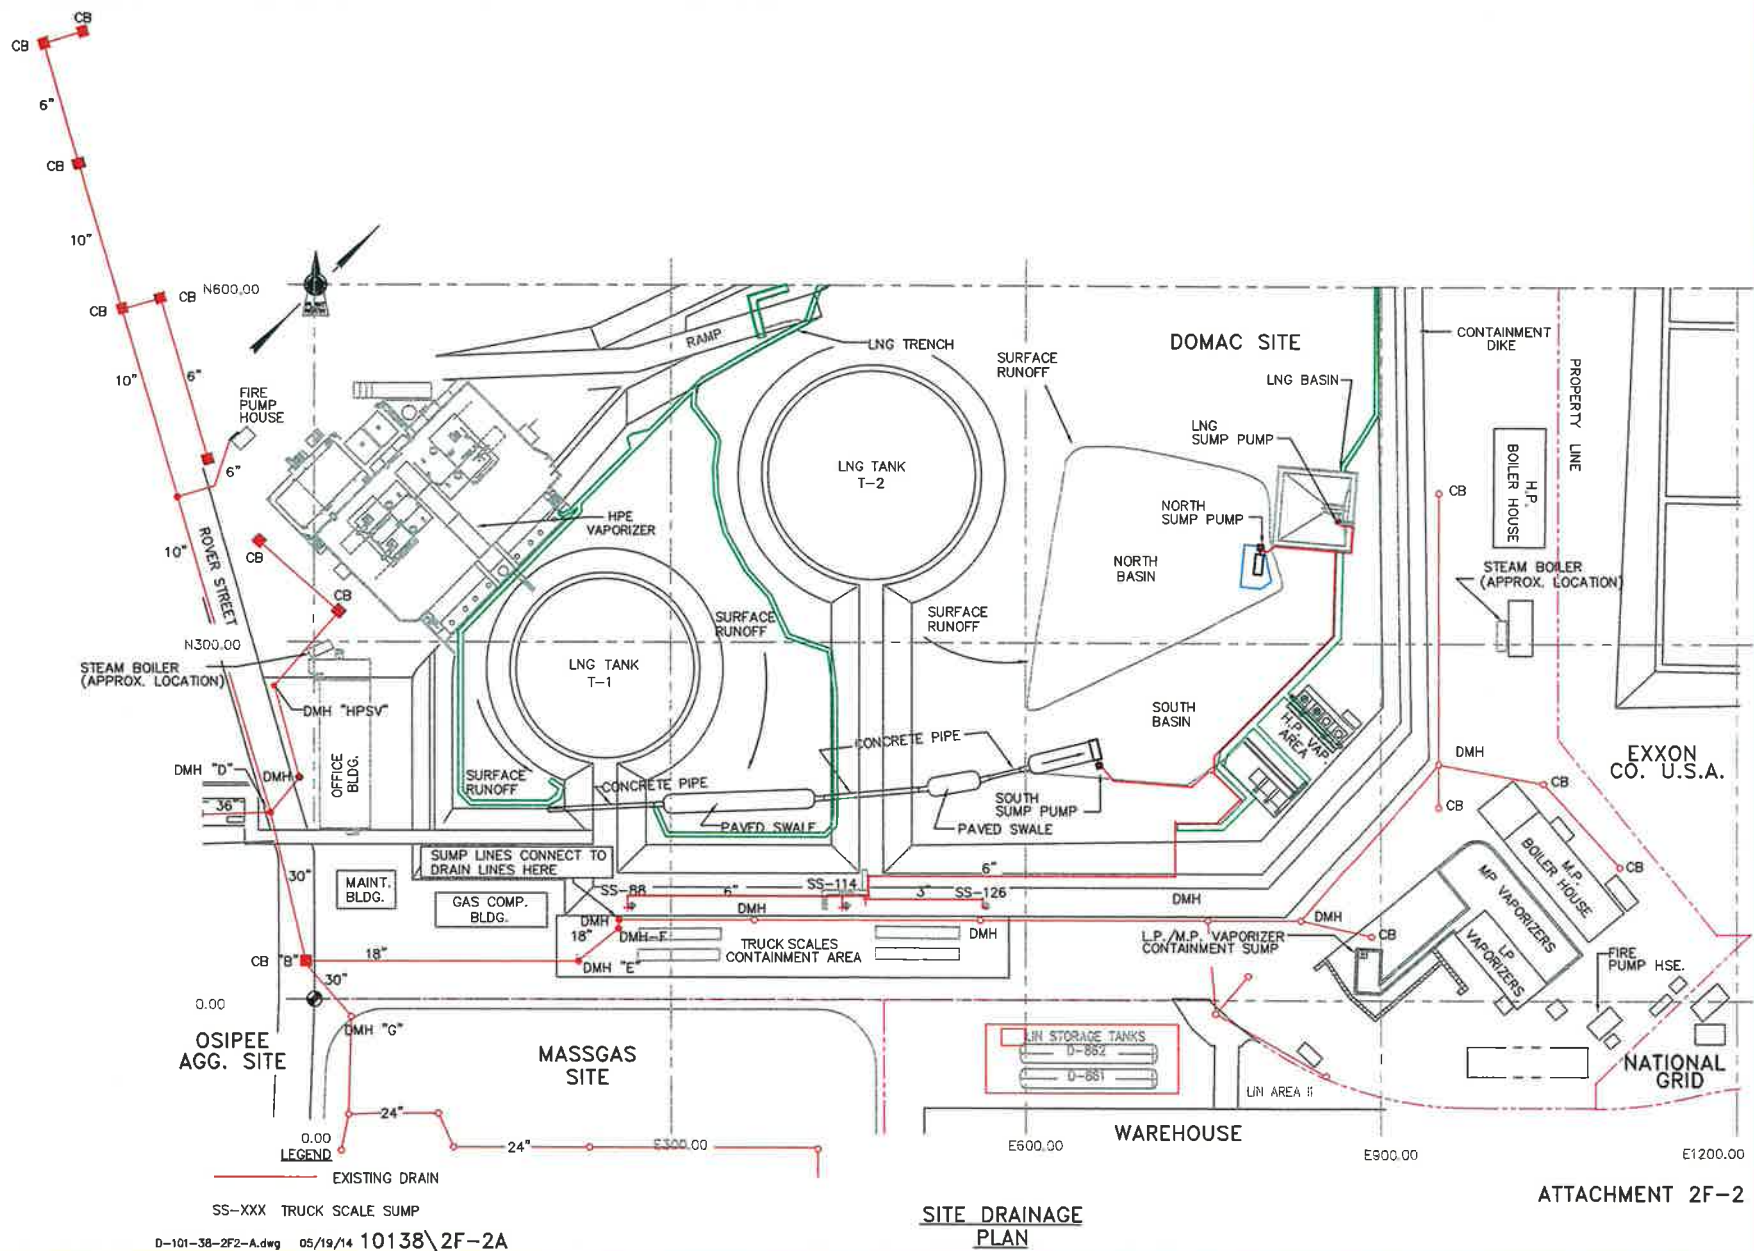 CB
CB
6"
CB
10"
CB
CB
N600.00
10"
6"
FIRE
PUMP
HOUSE
6"
10"
ROVER STREET
CB
CB
N300.00
STEAM BOILER
(APPROX. LOCATION)
DMH "HPSV"
DMH "D"
DMH
36"
OFFICE
BLDG.
RAMP
LNG TRENCH
HPE
VAPORIZER
LNG TANK
T-2
LNG TANK
T-1
SURFACE
RUNOFF
SURFACE
RUNOFF
SURFACE
RUNOFF
SURFACE
RUNOFF
DOMAC SITE
LNG BASIN
LNG
SUMP PUMP
NORTH
SUMP PUMP
NORTH
BASIN
SOUTH
BASIN
H.P. VAP.
AREA
CONCRETE PIPE
CONCRETE PIPE
PAVED SWALE
PAVED SWALE
SOUTH
SUMP PUMP
CONTAINMENT
DIKE
PROPERTY LINE
H.P.
BOILER HOUSE
CB
STEAM BOILER
(APPROX. LOCATION)
DMH
CB
CB
CB
EXXON
CO. U.S.A.
M.P.
BOILER HOUSE
MP VAPORIZERS
LP
VAPORIZERS
FIRE
PUMP HSE.
30"
MAINT.
BLDG.
SUMP LINES CONNECT TO
DRAIN LINES HERE
GAS COMP.
BLDG.
SS-88
6"
SS-114
3"
SS-126
6"
DMH
DMH
DMH
DMH
DMH
CB
18"
DMH-F
DMH "E"
TRUCK SCALES
CONTAINMENT AREA
L.P./M.P. VAPORIZER
CONTAINMENT SUMP
CB "B"
18"
30"
0.00
DMH "G"
OSIPEE
AGG. SITE
MASSGAS
SITE
LIN STORAGE TANKS
D-882
D-881
LIN AREA II
NATIONAL
GRID
24"
24"
WAREHOUSE
0.00
E300.00
E600.00
E900.00
E1200.00
LEGEND
EXISTING DRAIN
SS-XXX TRUCK SCALE SUMP
D-101-38-2F2-A.dwg 05/19/14 10138\2F-2A
SITE DRAINAGE
PLAN
ATTACHMENT 2F-2